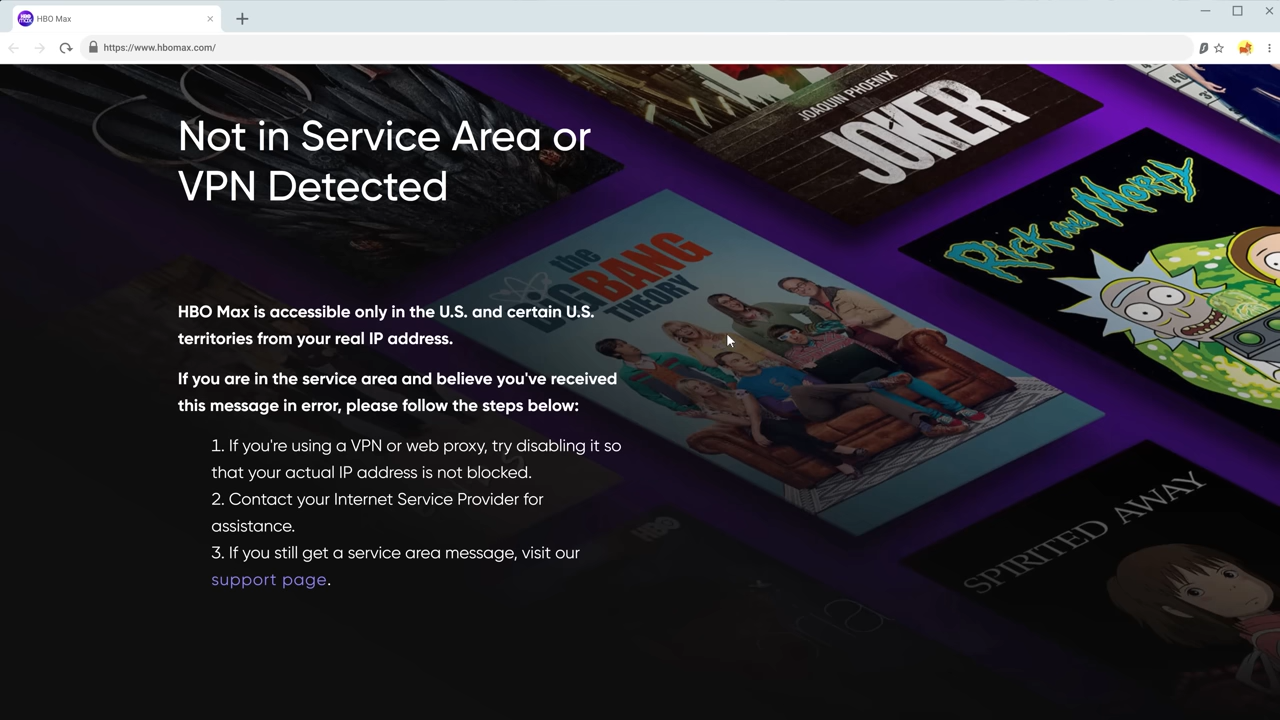 HBO Max
https://www.hbomax.com/
Not in Service Area or
VPN Detected
HBO Max is accessible only in the U.S. and certain U.S.
territories from your real IP address.
If you are in the service area and believe you've received
this message in error, please follow the steps below:
1. If you're using a VPN or web proxy, try disabling it so
that your actual IP address is not blocked.
2. Contact your Internet Service Provider for
assistance.
3. If you still get a service area message, visit our
support page.
JOAQUIN PHOENIX
JOKER
RICK AND MORTY
the
BIG BANG
THEORY
HBO
SPIRITED AWAY